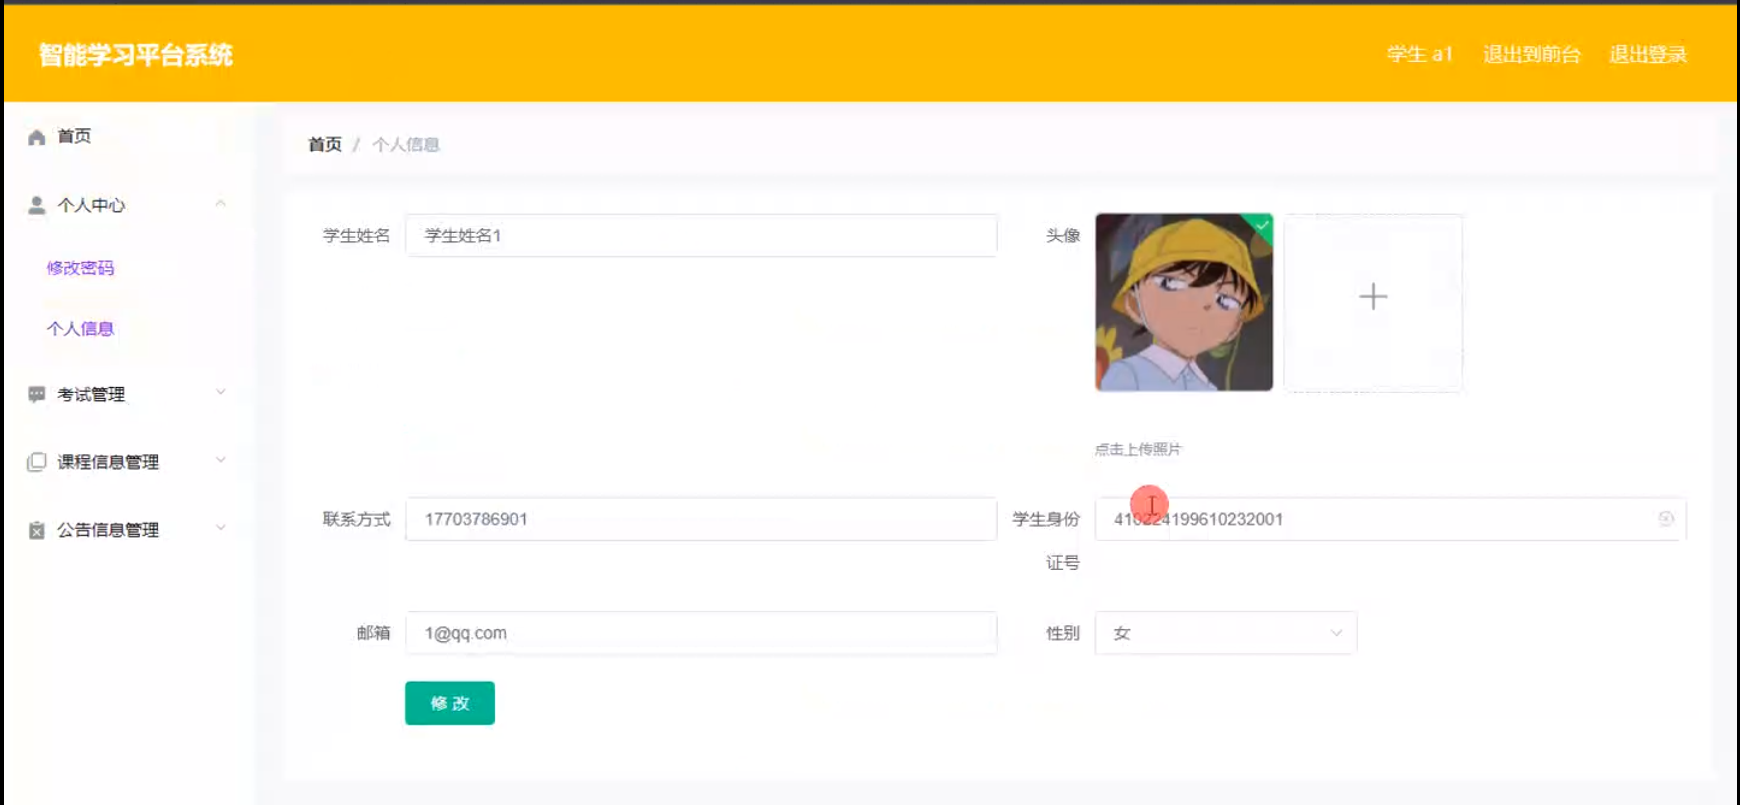 智能学习平台系统
学生 a1
退出到前台
退出登录
首页
个人中心
修改密码
个人信息
考试管理
课程信息管理
公告信息管理
首页 / 个人信息
学生姓名
学生姓名1
头像
点击上传照片
联系方式
17703786901
学生身份
证号
410224199610232001
邮箱
1@qq.com
性别
女
修 改